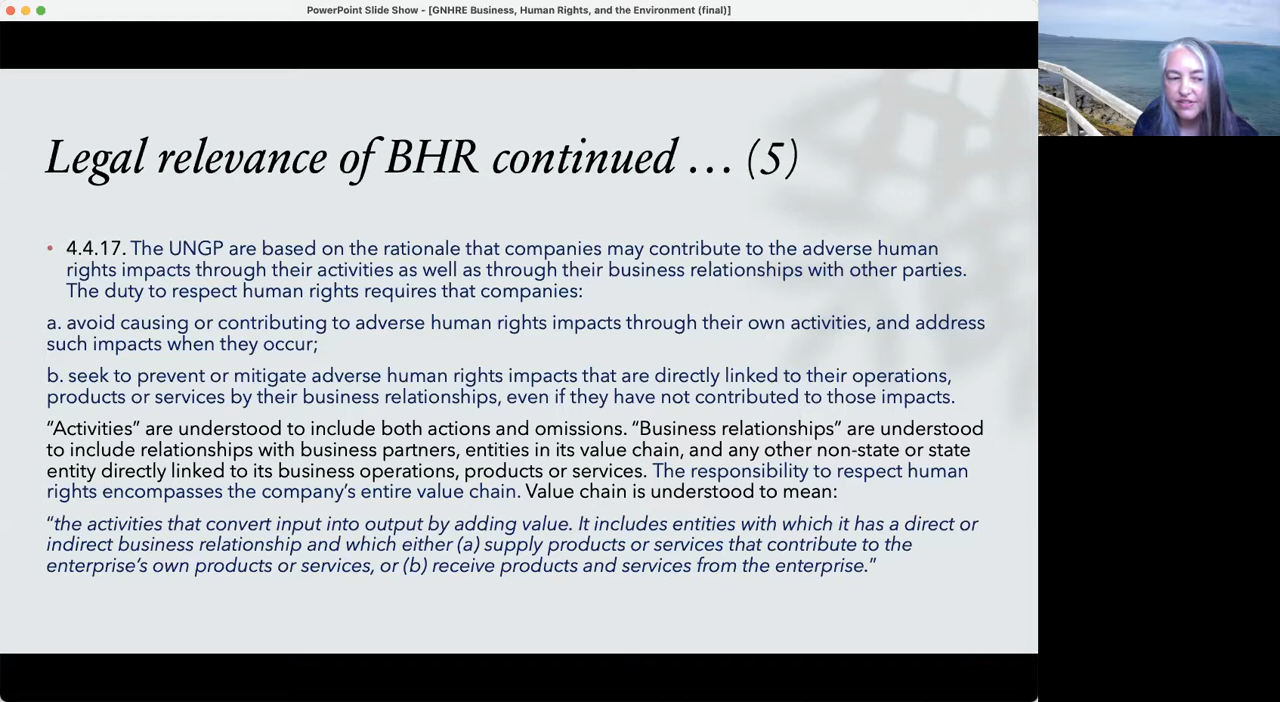 PowerPoint Slide Show - [GNHRE Business, Human Rights, and the Environment (final)]
Legal relevance of BHR continued … (5)
• 4.4.17. The UNGP are based on the rationale that companies may contribute to the adverse human
rights impacts through their activities as well as through their business relationships with other parties.
The duty to respect human rights requires that companies:
a. avoid causing or contributing to adverse human rights impacts through their own activities, and address
such impacts when they occur;
b. seek to prevent or mitigate adverse human rights impacts that are directly linked to their operations,
products or services by their business relationships, even if they have not contributed to those impacts.
“Activities” are understood to include both actions and omissions. “Business relationships” are understood
to include relationships with business partners, entities in its value chain, and any other non-state or state
entity directly linked to its business operations, products or services. The responsibility to respect human
rights encompasses the company’s entire value chain. Value chain is understood to mean:
“the activities that convert input into output by adding value. It includes entities with which it has a direct or
indirect business relationship and which either (a) supply products or services that contribute to the
enterprise’s own products or services, or (b) receive products and services from the enterprise.”